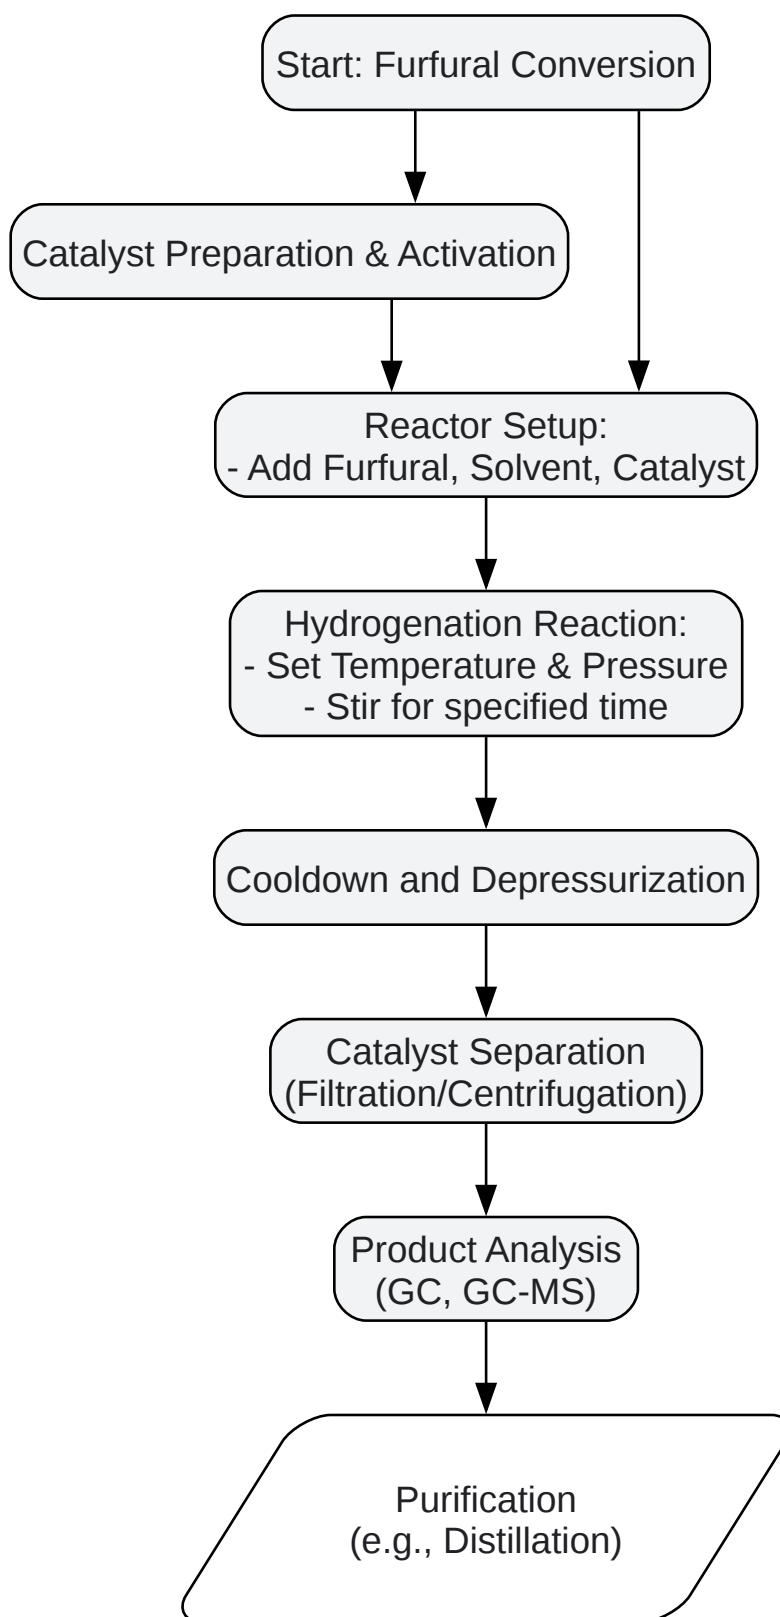 Start: Furfural Conversion
Catalyst Preparation & Activation
Reactor Setup:
- Add Furfural, Solvent, Catalyst
Hydrogenation Reaction:
- Set Temperature & Pressure
- Stir for specified time
Cooldown and Depressurization
Catalyst Separation
(Filtration/Centrifugation)
Product Analysis
(GC, GC-MS)
Purification
(e.g., Distillation)